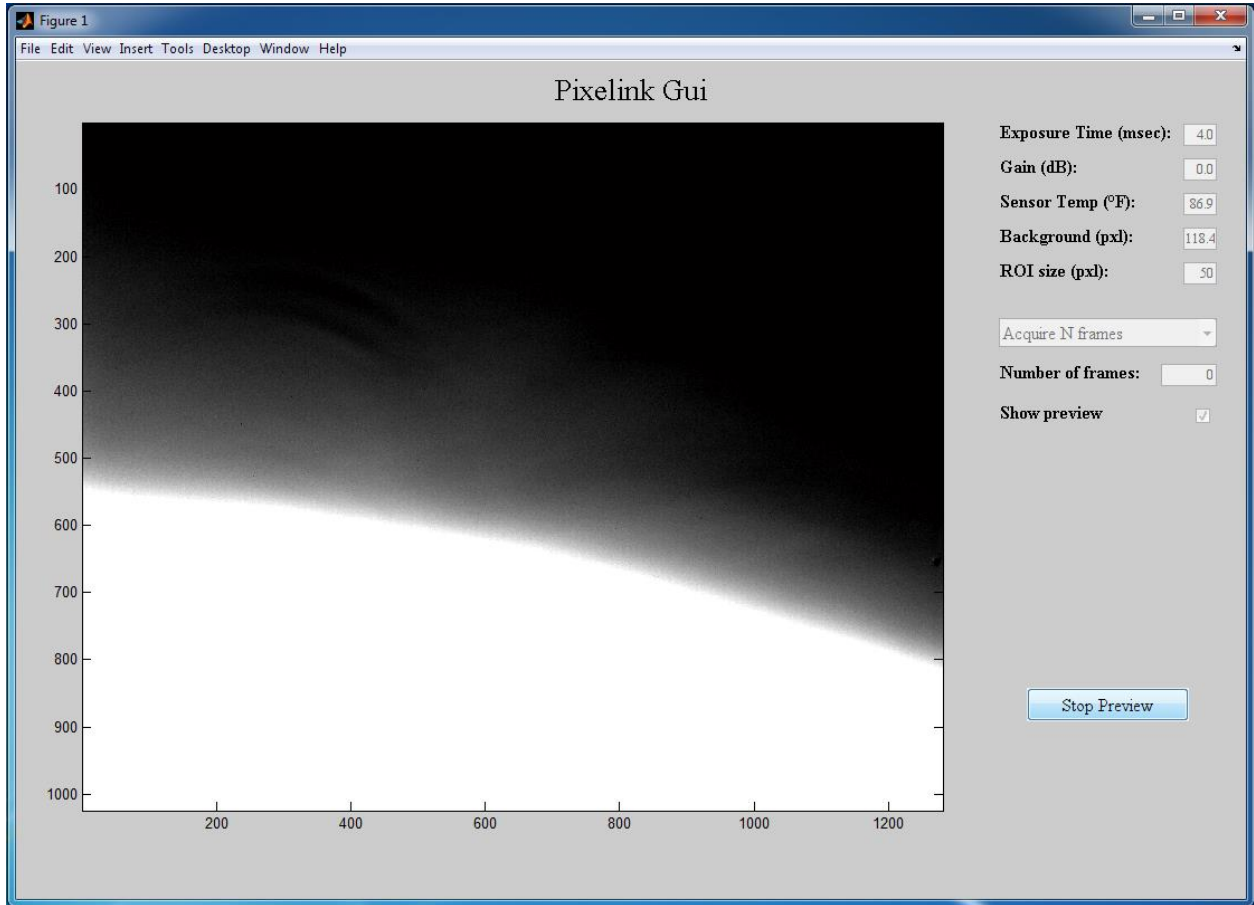 Figure 1
File Edit View Insert Tools Desktop Window Help
Pixelink Gui
100
200
300
400
500
600
700
800
900
1000
200 400 600 800 1000 1200
Exposure Time (msec): 4.0
Gain (dB): 0.0
Sensor Temp (°F): 86.9
Background (pxl): 118.4
ROI size (pxl): 50
Acquire N frames
Number of frames: 0
Show preview
Stop Preview